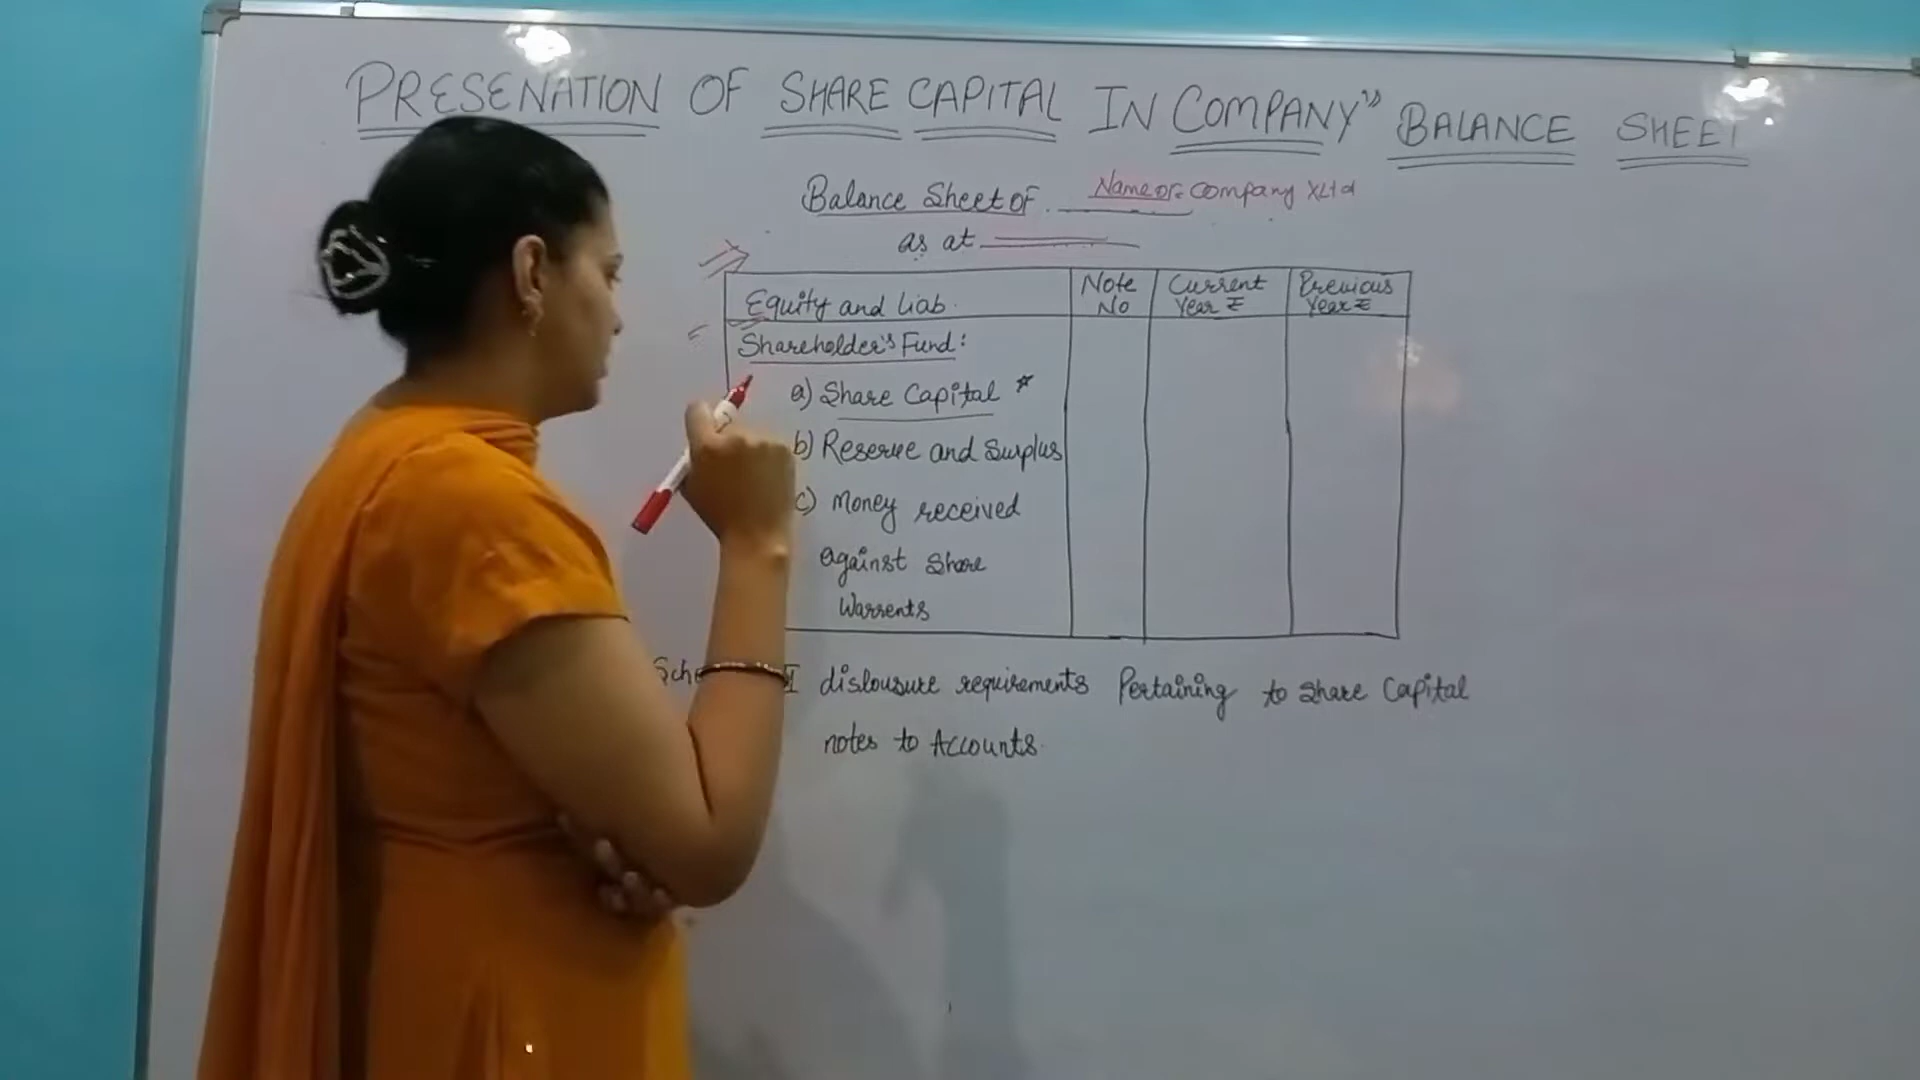 PRESENATION OF SHARE CAPITAL IN COMPANY" BALANCE SHEET
Balance Sheet OF Name of Company XLtd
as at
Equity and Liab. Note No Current Year ₹ Previous Year ₹
Shareholder's Fund:
a) Share Capital *
b) Reserve and Surplus
c) Money received
against Share
Warrents
disclousure requirements Pertaining to Share Capital
notes to Accounts.